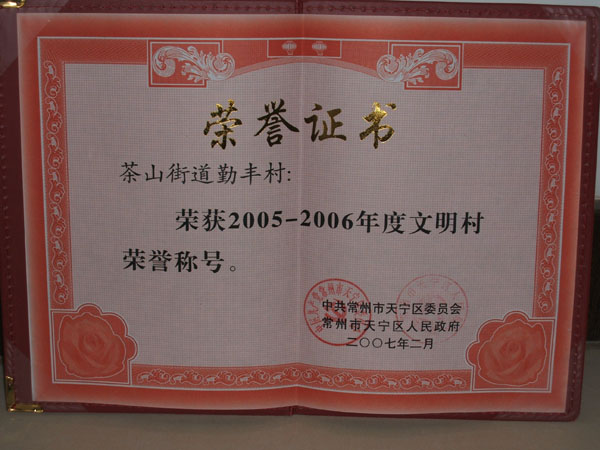 荣誉证书
茶山街道勤丰村:
荣获2005-2006年度文明村
荣誉称号。
中共常州市天宁区委员会
常州市天宁区人民政府
二〇〇七年二月